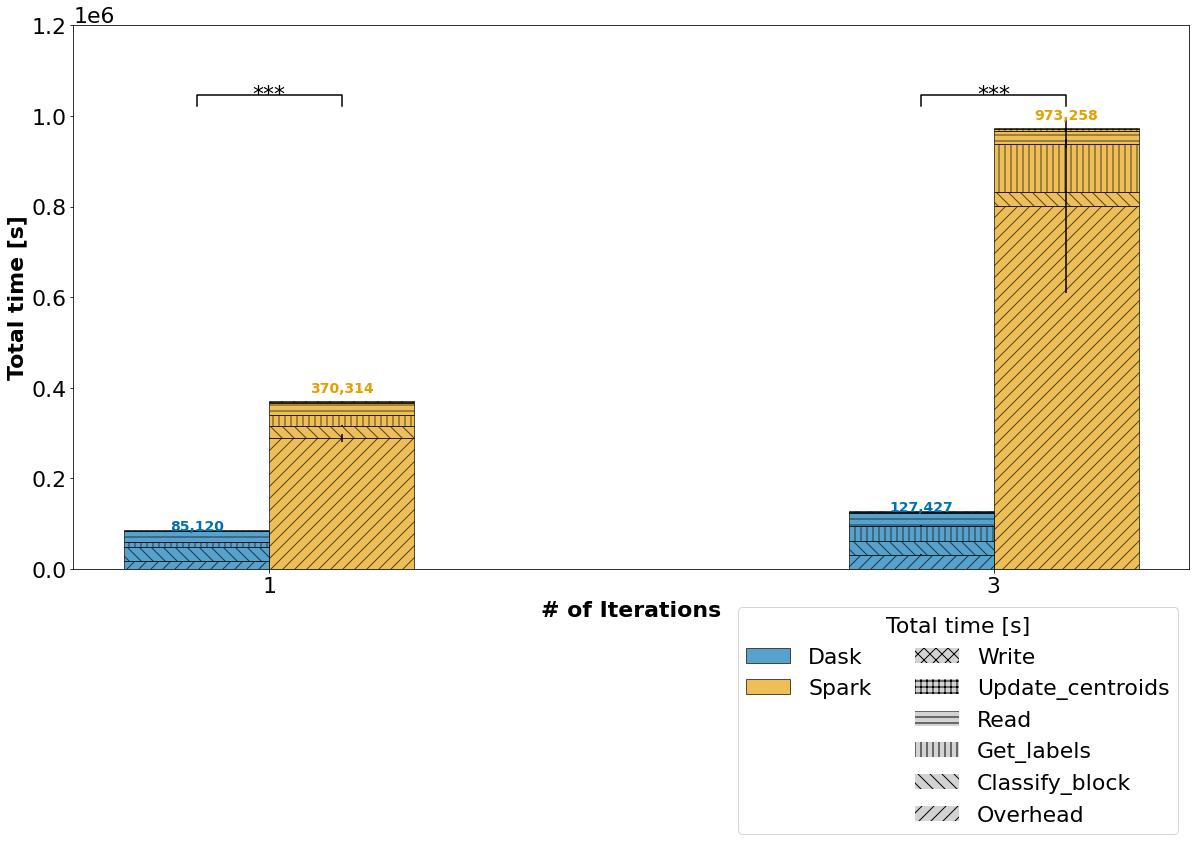 1e6
1.2
*** ***
973,258
1.0
0.8
Total time [s]
0.6
370,314
0.4
0.2
85,120 127,427
0.0
1 3
# of Iterations
Total time [s]
Dask Write
Spark Update_centroids
Read
Get_labels
Classify_block
Overhead